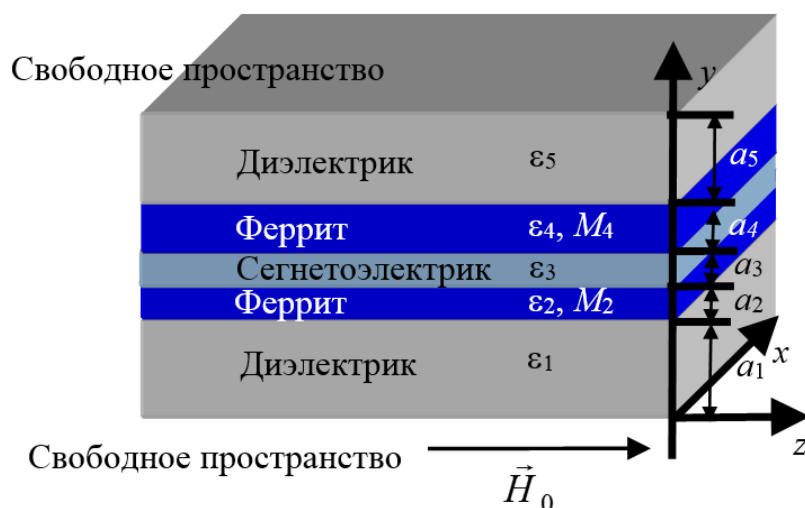 Свободное пространство
y
Диэлектрик ε5 a5
Феррит ε4, M4 a4
Сегнетоэлектрик ε3 a3
Феррит ε2, M2 a2
Диэлектрик ε1 a1
x
z
Свободное пространство
H⃗0